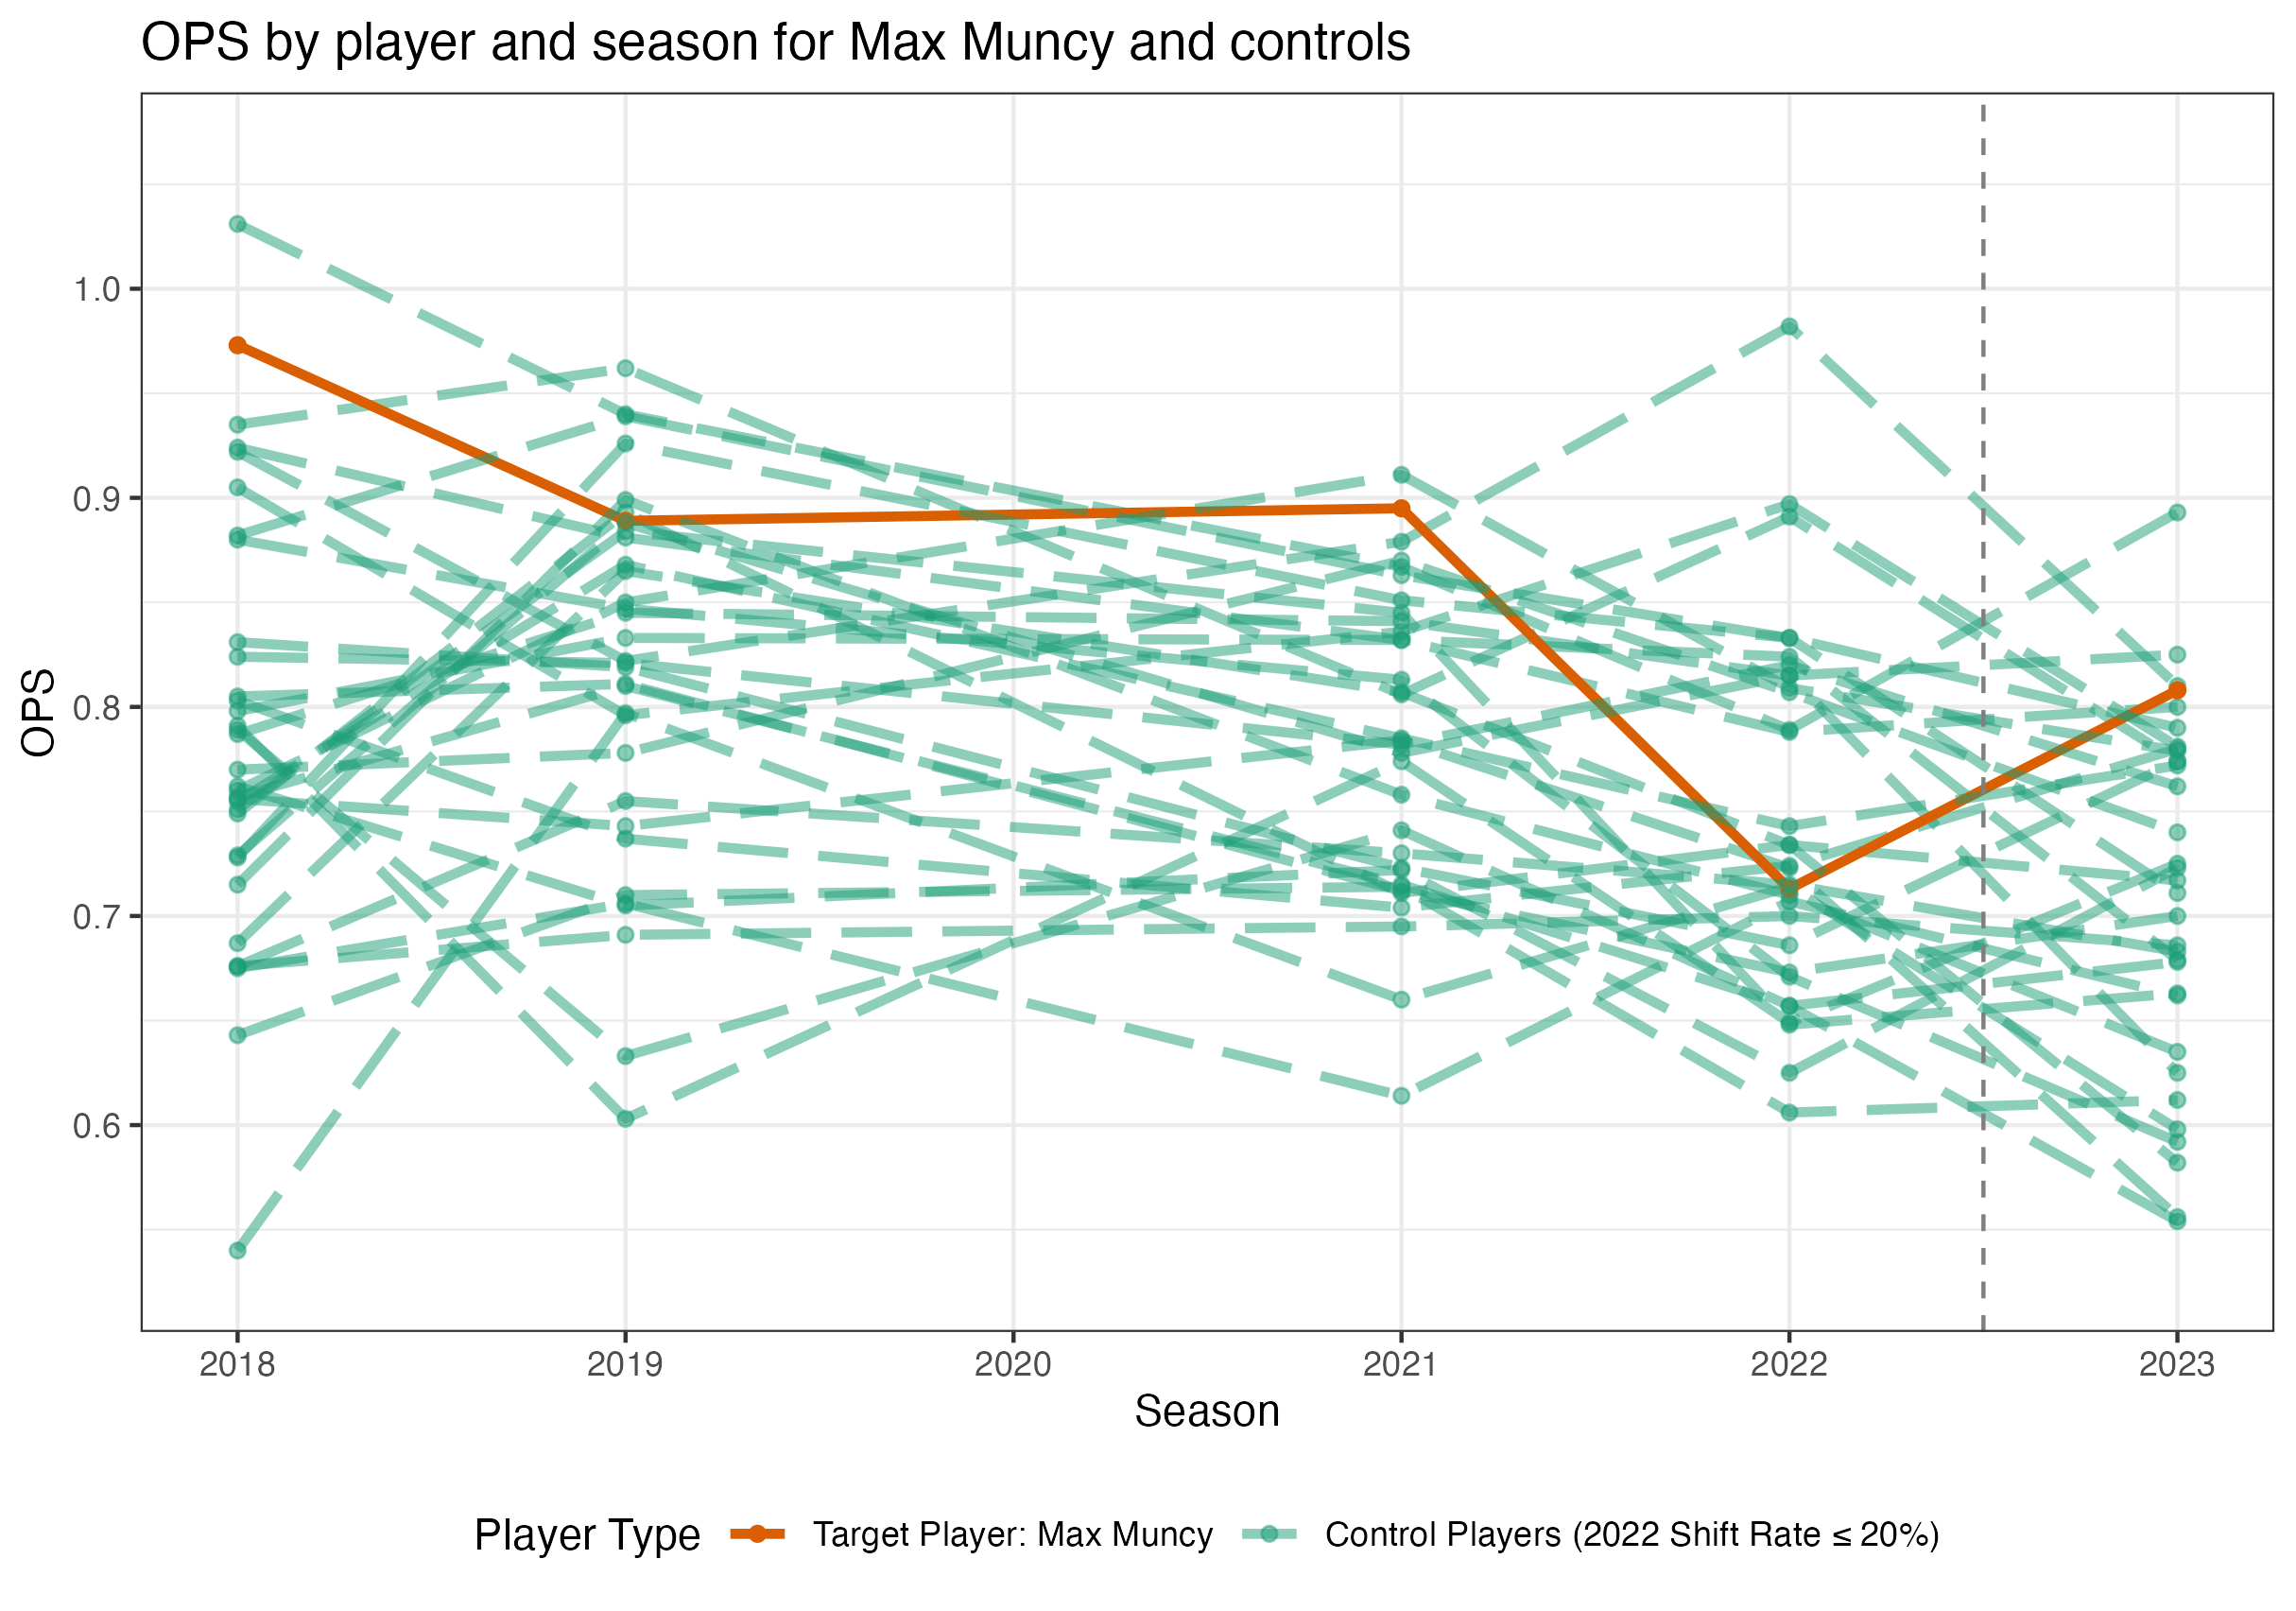 OPS by player and season for Max Muncy and controls
OPS
1.0
0.9
0.8
0.7
0.6
2018 2019 2020 2021 2022 2023
Season
Player Type Target Player: Max Muncy Control Players (2022 Shift Rate ≤ 20%)